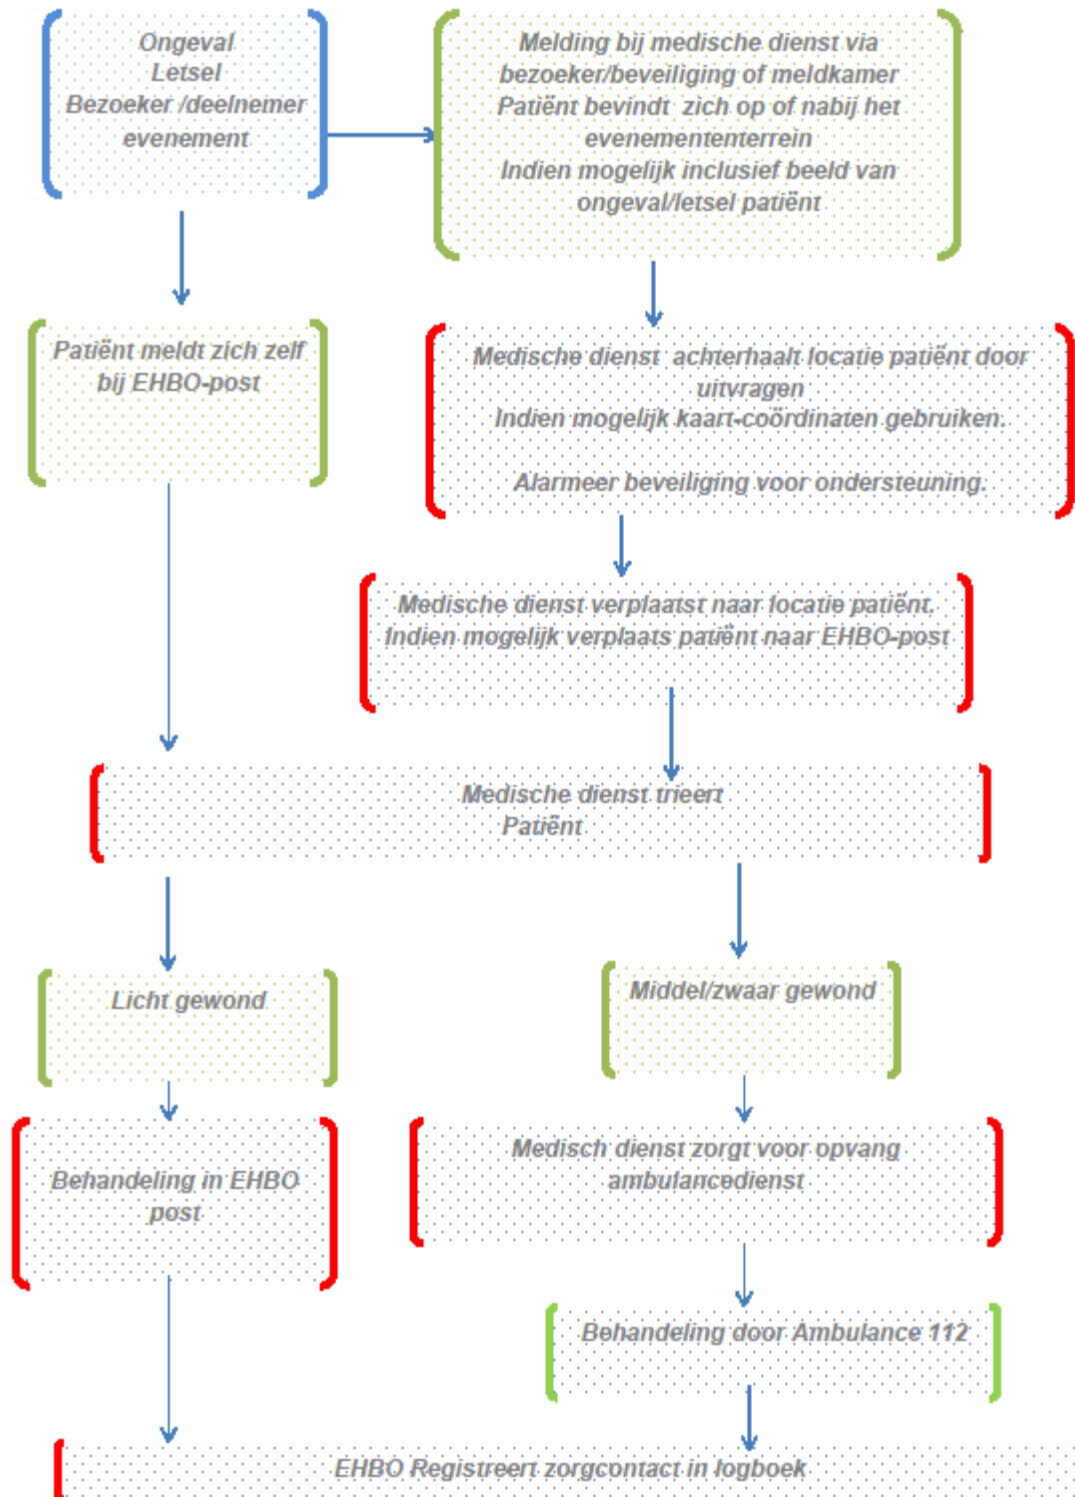 Ongeval
Letsel
Bezoeker /deelnemer
evenement
Melding bij medische dienst via
bezoeker/beveiliging of meldkamer
Patiënt bevindt zich op of nabij het
evenemententerrein
Indien mogelijk inclusief beeld van
ongeval/letsel patiënt
Patiënt meldt zich zelf
bij EHBO-post
Medische dienst achterhaalt locatie patiënt door
uitvragen
Indien mogelijk kaart-coördinaten gebruiken.
Alarmeer beveiliging voor ondersteuning.
Medische dienst verplaatst naar locatie patiënt.
Indien mogelijk verplaats patiënt naar EHBO-post
Medische dienst trieert
Patiënt
Licht gewond
Middel/zwaar gewond
Behandeling in EHBO
post
Medisch dienst zorgt voor opvang
ambulancedienst
Behandeling door Ambulance 112
EHBO Registreert zorgcontact in logboek